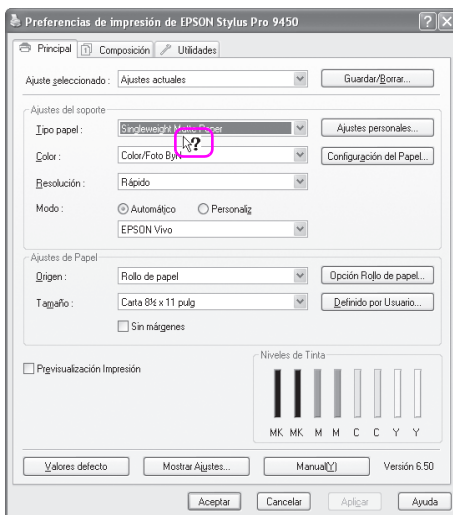 Preferencias de impresión de EPSON Stylus Pro 9450
Principal Composición Utilidades
Ajuste seleccionado : Ajustes actuales Guardar/Borrar...
Ajustes del soporte
Tipo papel : Singleweight Matte Paper Ajustes personales...
Color : Color/Foto ByN Configuración del Papel...
Resolución : Rápido
Modo : Automático Personaliz
EPSON Vivo
Ajustes de Papel
Origen : Rollo de papel Opción Rollo de papel...
Tamaño : Carta 8½ x 11 pulg Definido por Usuario...
Sin márgenes
Previsualización Impresión
Niveles de Tinta
MK MK M M C C Y Y
Valores defecto Mostrar Ajustes... Manual(Y) Versión 6.50
Aceptar Cancelar Aplicar Ayuda